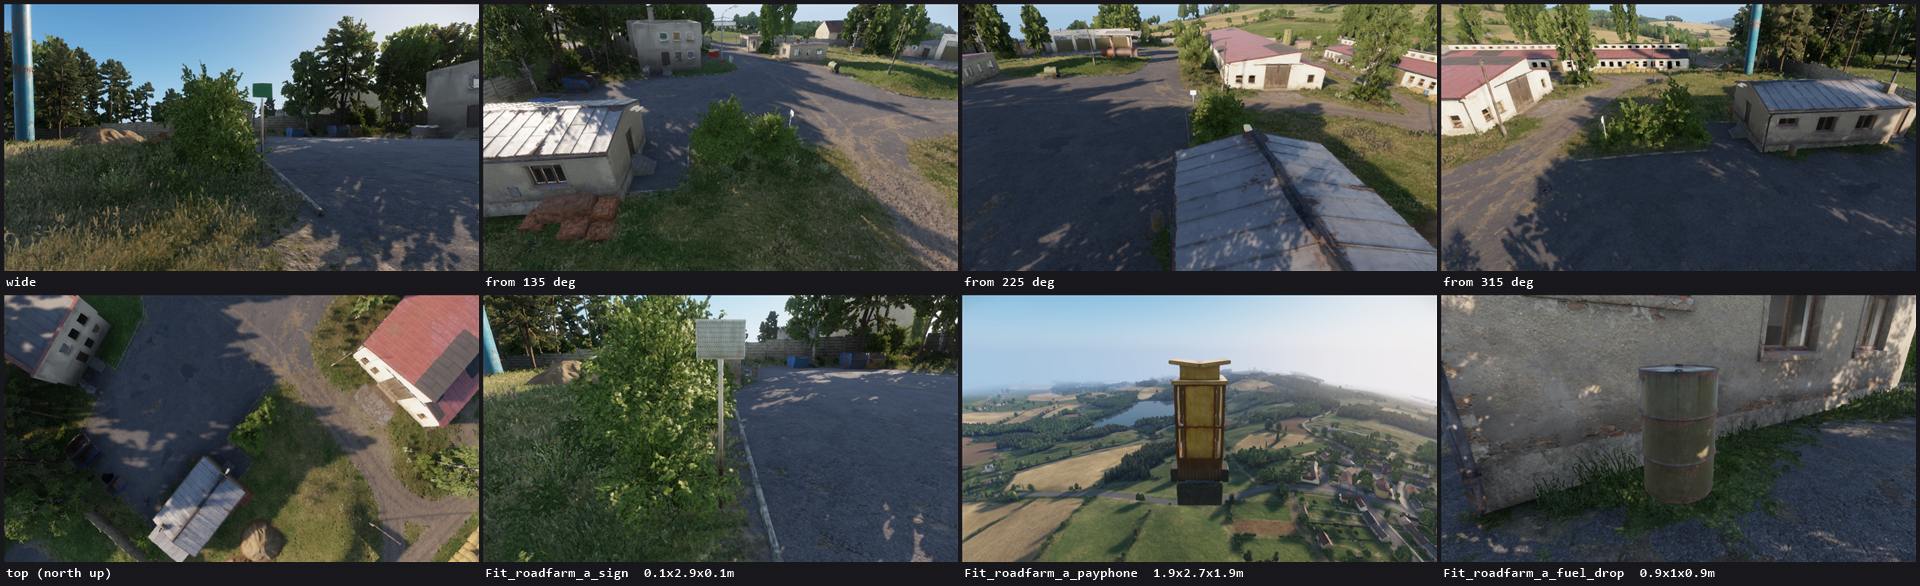 wide
from 135 deg
from 225 deg
from 315 deg
top (north up)
Fit_roadfarm_a_sign 0.1x2.9x0.1m
Fit_roadfarm_a_payphone 1.9x2.7x1.9m
Fit_roadfarm_a_fuel_drop 0.9x1x0.9m